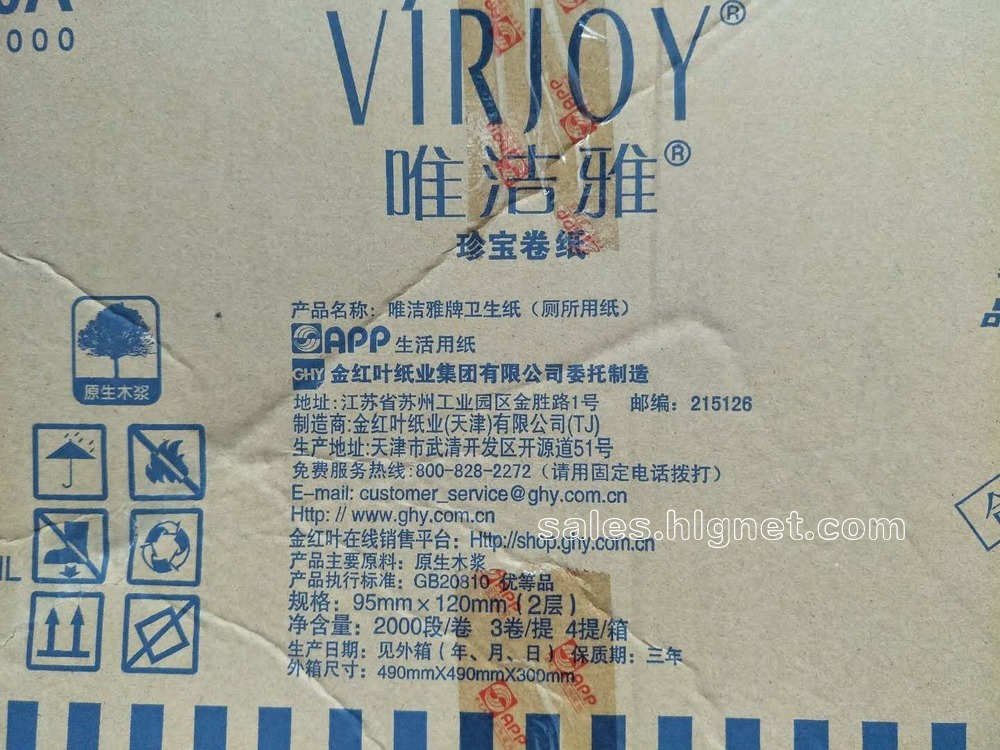 000
VIRJOY®
唯洁雅®
珍宝卷纸
产品名称：唯洁雅牌卫生纸（厕所用纸）
APP 生活用纸
GHY 金红叶纸业集团有限公司委托制造
地址:江苏省苏州工业园区金胜路1号 邮编：215126
制造商:金红叶纸业(天津)有限公司(TJ)
生产地址:天津市武清开发区开源道51号
免费服务热线:800-828-2272（请用固定电话拨打）
E-mail: customer_service@ghy.com.cn
Http: // www.ghy.com.cn
sales.hlgnet.com
金红叶在线销售平台：Http://shop.ghy.com.cn
产品主要原料：原生木浆
产品执行标准：GB20810 优等品
规格：95mm×120mm（2层）
净含量：2000段/卷 3卷/提 4提/箱
生产日期：见外箱（年、月、日） 保质期：三年
外箱尺寸：490mmX490mmX300mm
原生木浆
APP
APP
APP